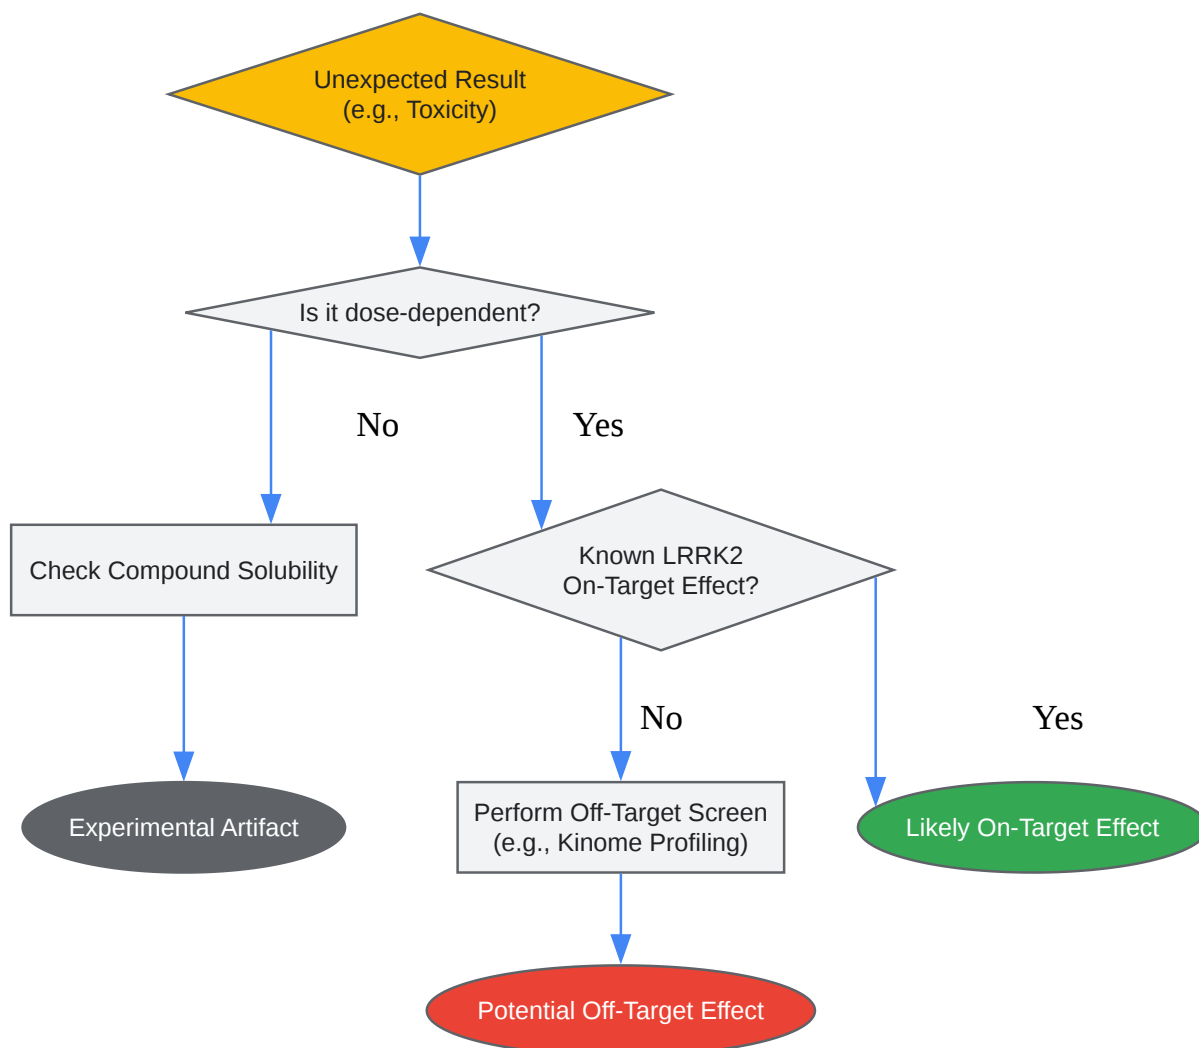 Unexpected Result
(e.g., Toxicity)
Is it dose-dependent?
No
Yes
Check Compound Solubility
Known LRRK2
On-Target Effect?
No
Yes
Experimental Artifact
Perform Off-Target Screen
(e.g., Kinome Profiling)
Likely On-Target Effect
Potential Off-Target Effect